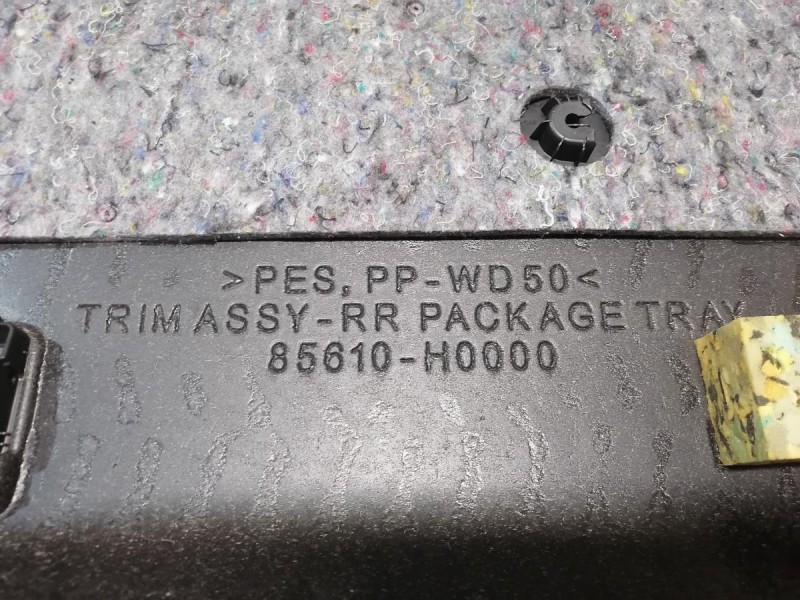 >PES, PP-WD50<
TRIM ASSY-RR PACKAGE TRAY
85610-H0000